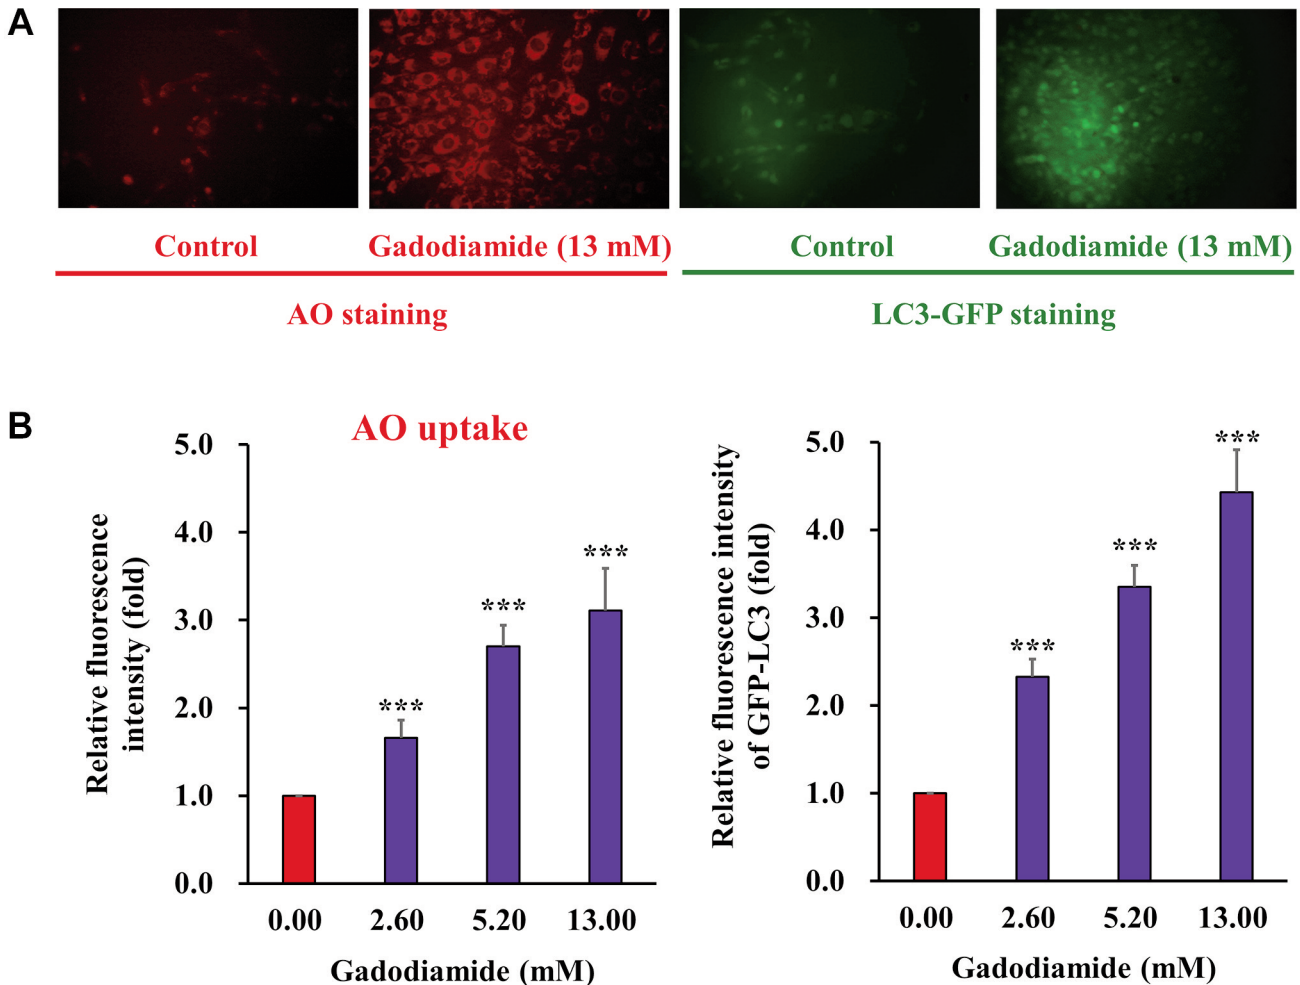 A
Control
Gadodiamide (13 mM)
Control
Gadodiamide (13 mM)
AO staining
LC3-GFP staining
B
AO uptake
Relative fluorescence
intensity (fold)
5.0
4.0
3.0
2.0
1.0
0.0
***
***
***
0.00
2.60
5.20
13.00
Gadodiamide (mM)
Relative fluorescence intensity
of GFP-LC3 (fold)
5.0
4.0
3.0
2.0
1.0
0.0
***
***
***
0.00
2.60
5.20
13.00
Gadodiamide (mM)